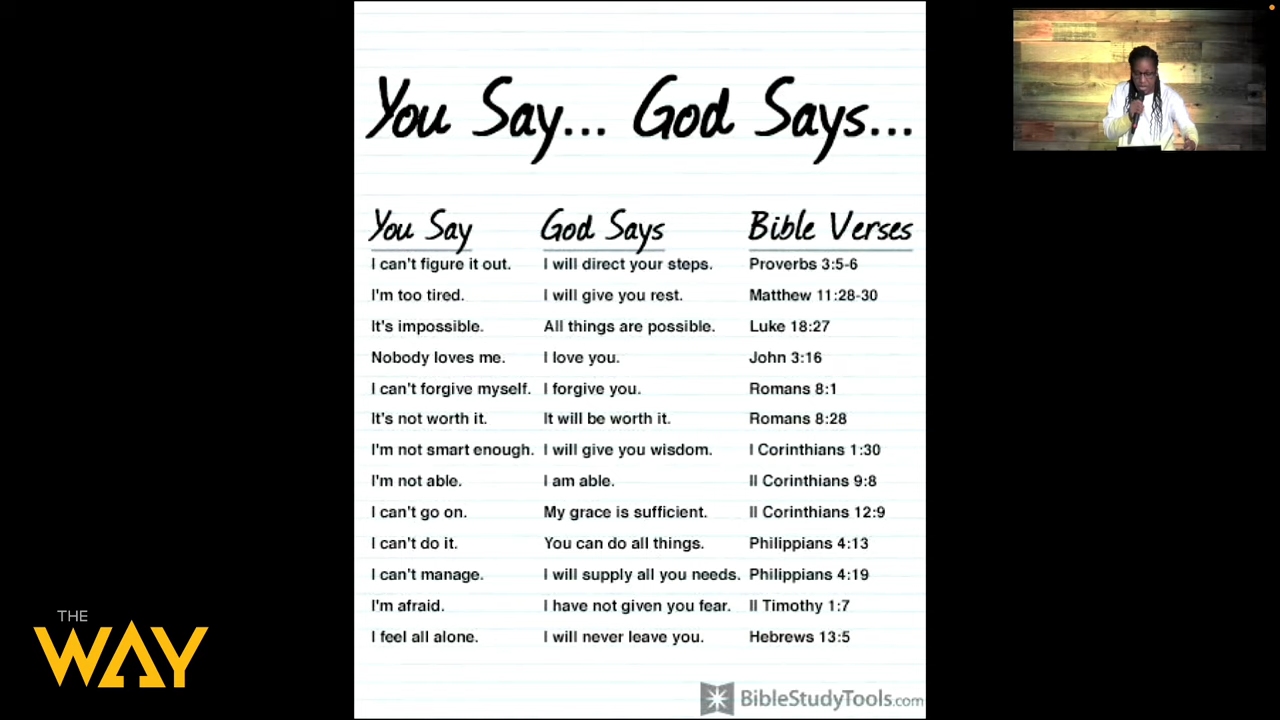 You Say... God Says...
You Say God Says Bible Verses
I can't figure it out. I will direct your steps. Proverbs 3:5-6
I'm too tired. I will give you rest. Matthew 11:28-30
It's impossible. All things are possible. Luke 18:27
Nobody loves me. I love you. John 3:16
I can't forgive myself. I forgive you. Romans 8:1
It's not worth it. It will be worth it. Romans 8:28
I'm not smart enough. I will give you wisdom. I Corinthians 1:30
I'm not able. I am able. II Corinthians 9:8
I can't go on. My grace is sufficient. II Corinthians 12:9
I can't do it. You can do all things. Philippians 4:13
I can't manage. I will supply all you needs. Philippians 4:19
I'm afraid. I have not given you fear. II Timothy 1:7
I feel all alone. I will never leave you. Hebrews 13:5
THE
WAY
BibleStudyTools.com